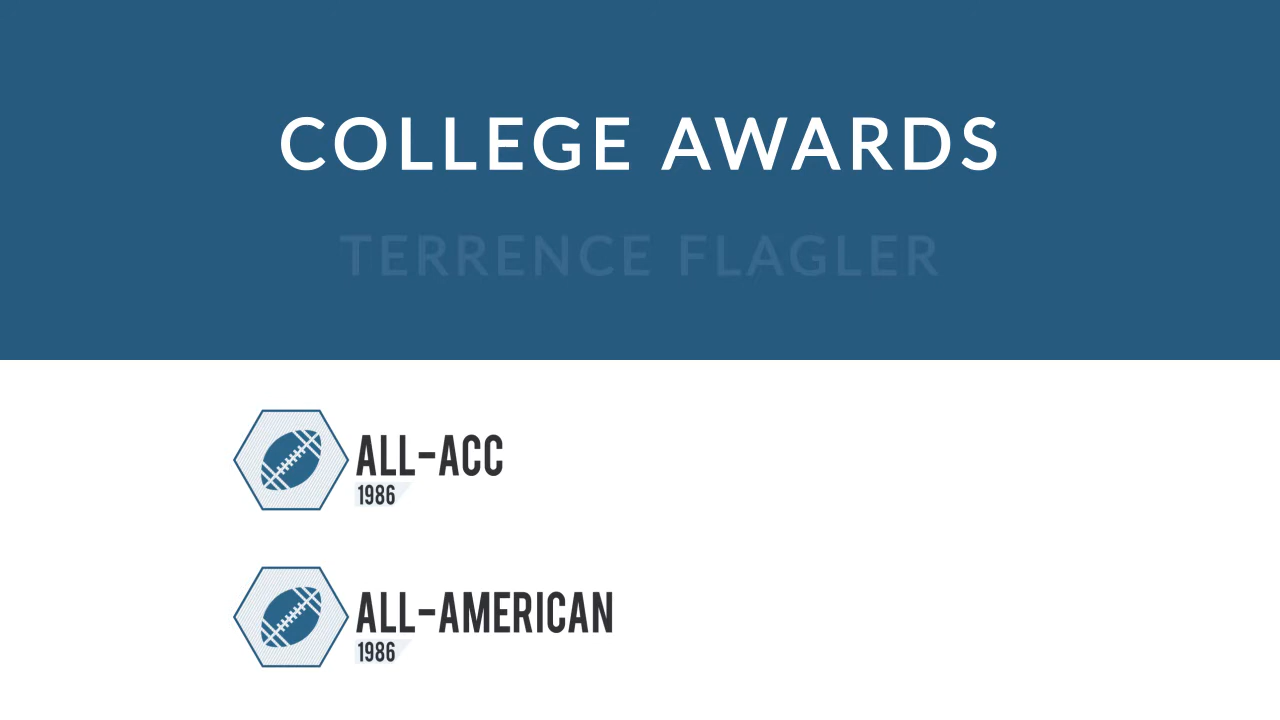 COLLEGE AWARDS
TERRENCE FLAGLER
ALL-ACC
1986
ALL-AMERICAN
1986